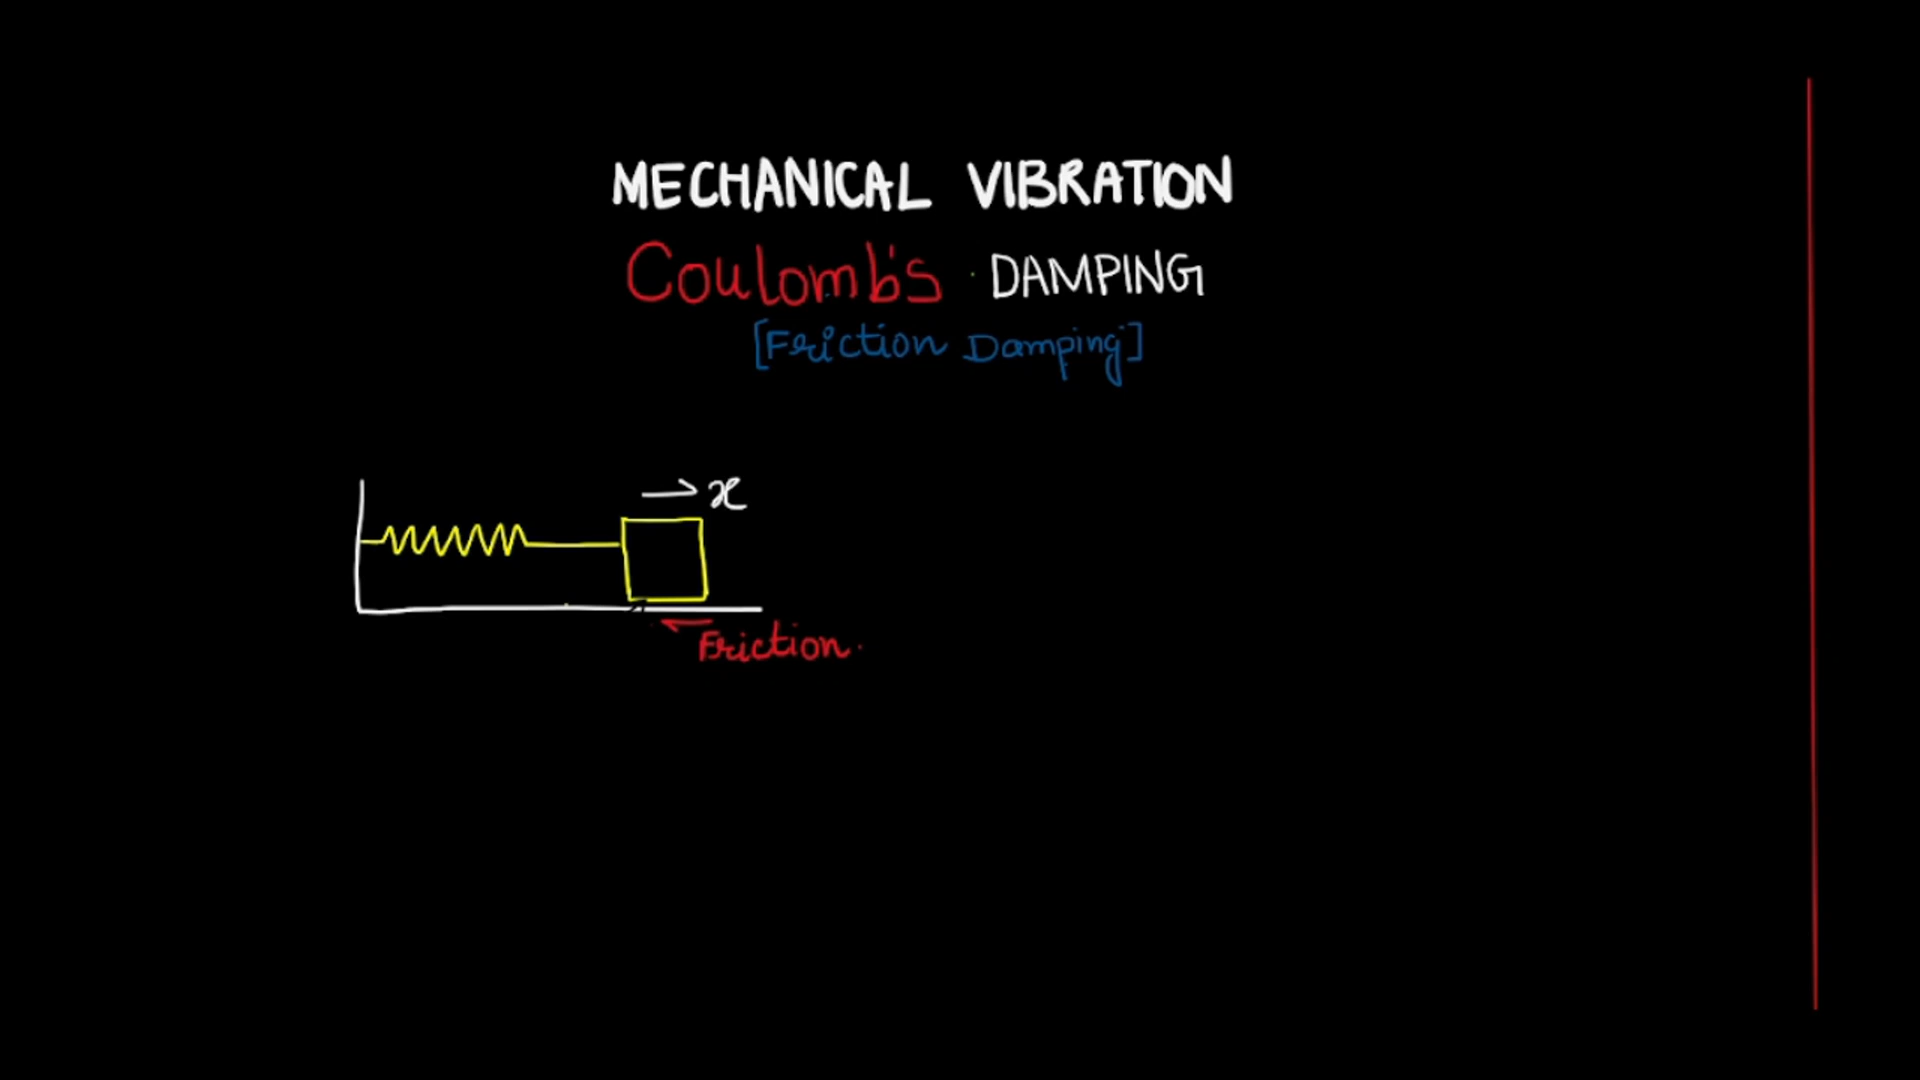 MECHANICAL VIBRATION
Coulomb's DAMPING
[Friction Damping]
x
Friction.